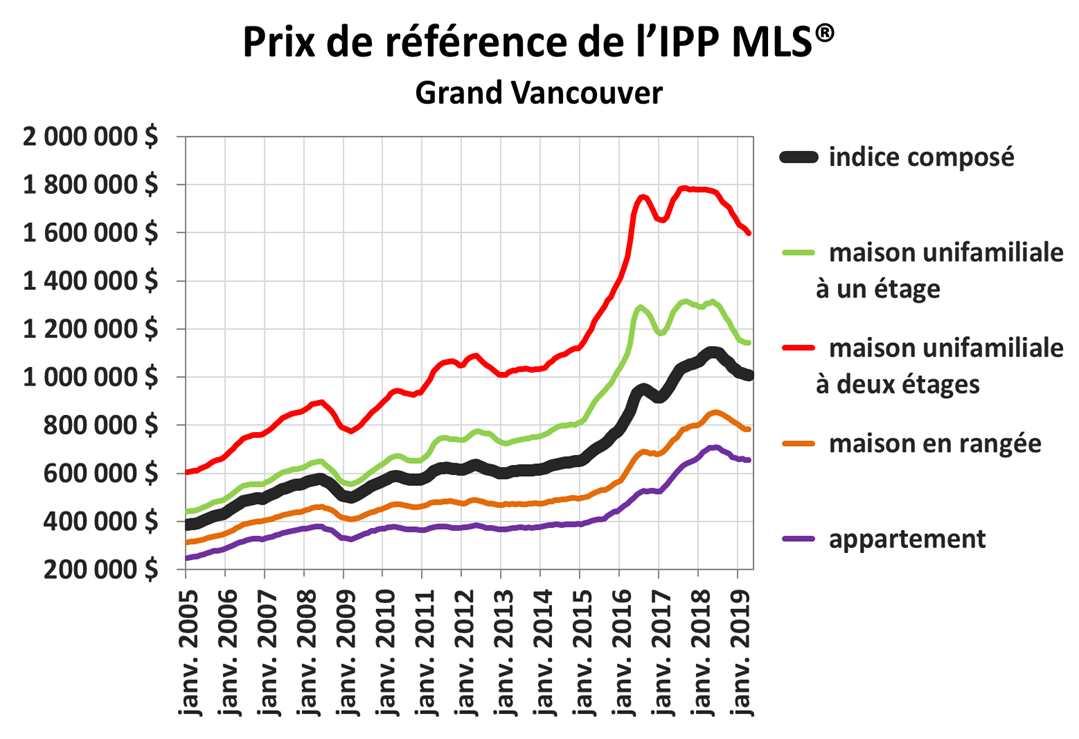 Prix de référence de l’IPP MLS®
Grand Vancouver
2 000 000 $
1 800 000 $
1 600 000 $
1 400 000 $
1 200 000 $
1 000 000 $
800 000 $
600 000 $
400 000 $
200 000 $
janv. 2005
janv. 2006
janv. 2007
janv. 2008
janv. 2009
janv. 2010
janv. 2011
janv. 2012
janv. 2013
janv. 2014
janv. 2015
janv. 2016
janv. 2017
janv. 2018
janv. 2019
indice composé
maison unifamiliale
à un étage
maison unifamiliale
à deux étages
maison en rangée
appartement